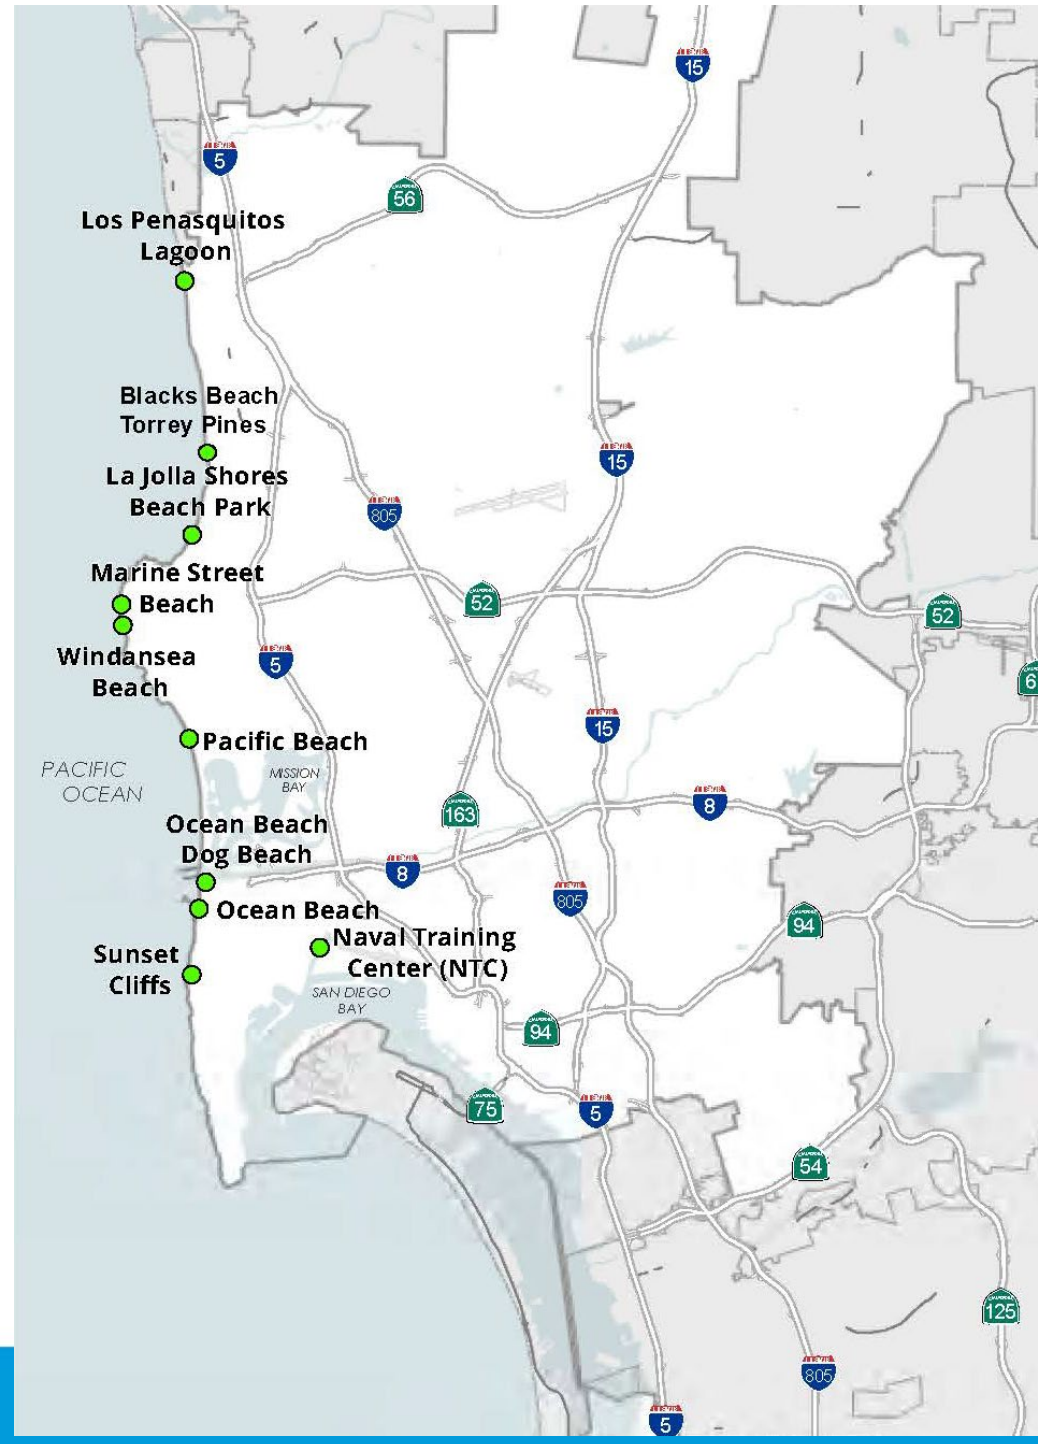 15
5
56
Los Penasquitos
Lagoon
Blacks Beach
Torrey Pines
15
La Jolla Shores
Beach Park
805
Marine Street
Beach
52
52
Windansea
Beach
5
6
15
Pacific Beach
PACIFIC
OCEAN
MISSION
BAY
163
8
Ocean Beach
Dog Beach
8
805
Ocean Beach
94
Naval Training
Center (NTC)
Sunset
Cliffs
SAN DIEGO
BAY
94
75
5
54
125
805
5